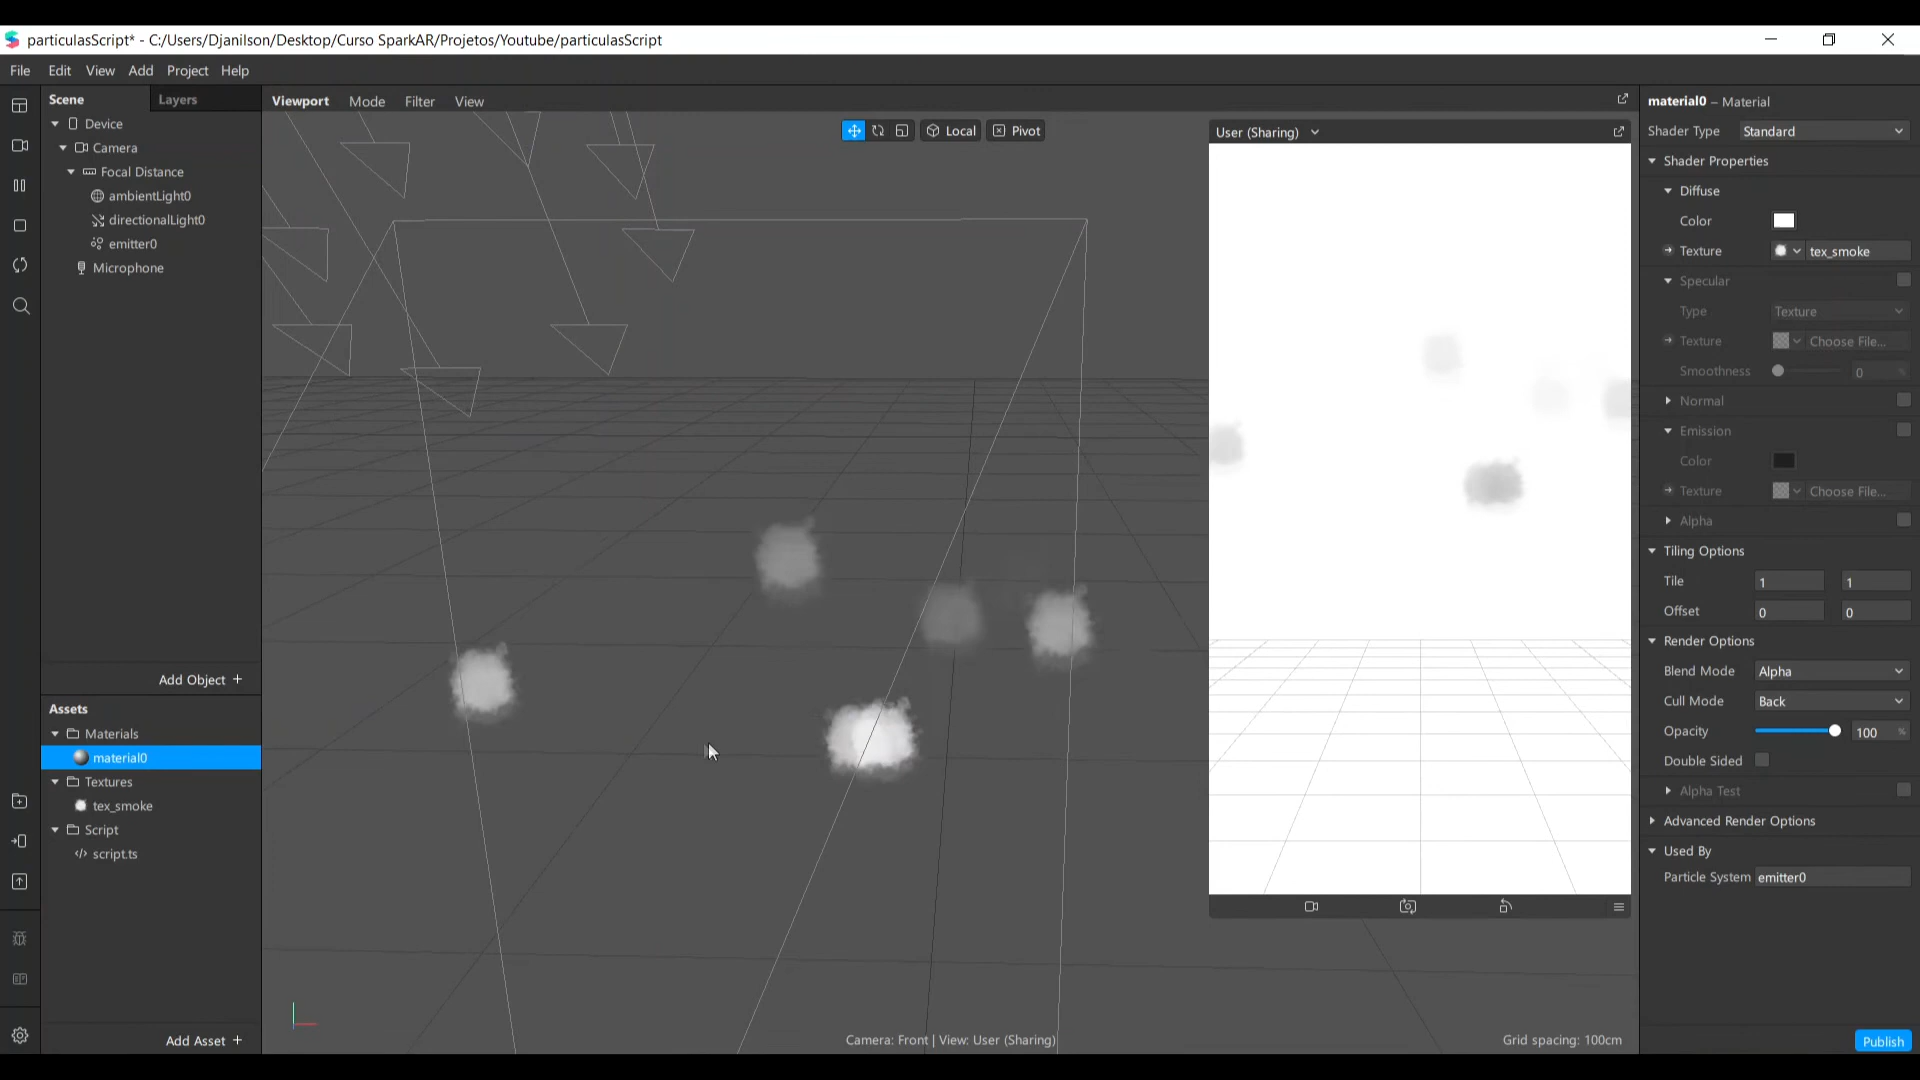 particulasScript* - C:/Users/Djanilson/Desktop/Curso SparkAR/Projetos/Youtube/particulasScript
File Edit View Add Project Help
Scene Layers
Device
Camera
Focal Distance
ambientLight0
directionalLight0
emitter0
Microphone
Add Object +
Assets
Materials
material0
Textures
tex_smoke
Script
script.ts
Add Asset +
Viewport Mode Filter View
Local Pivot
User (Sharing)
Camera: Front | View: User (Sharing)
Grid spacing: 100cm
material0 – Material
Shader Type Standard
Shader Properties
Diffuse
Color
Texture tex_smoke
Specular
Type Texture
Texture Choose File...
Smoothness 0 %
Normal
Emission
Color
Texture Choose File...
Alpha
Tiling Options
Tile 1 1
Offset 0 0
Render Options
Blend Mode Alpha
Cull Mode Back
Opacity 100 %
Double Sided
Alpha Test
Advanced Render Options
Used By
Particle System emitter0
Publish